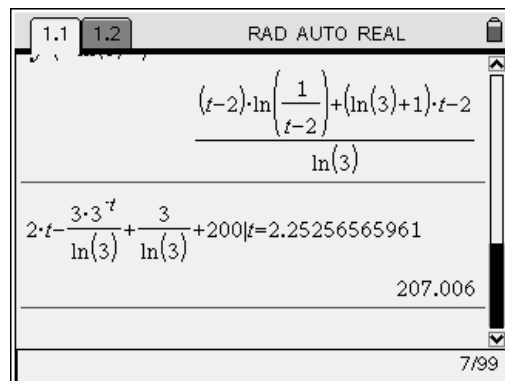 1.1 1.2 RAD AUTO REAL
(t−2)·ln(1/(t−2))+(ln(3)+1)·t−2
ln(3)
2·t−3·3^-t/ln(3)+3/ln(3)+200|t=2.25256565961
207.006
7/99